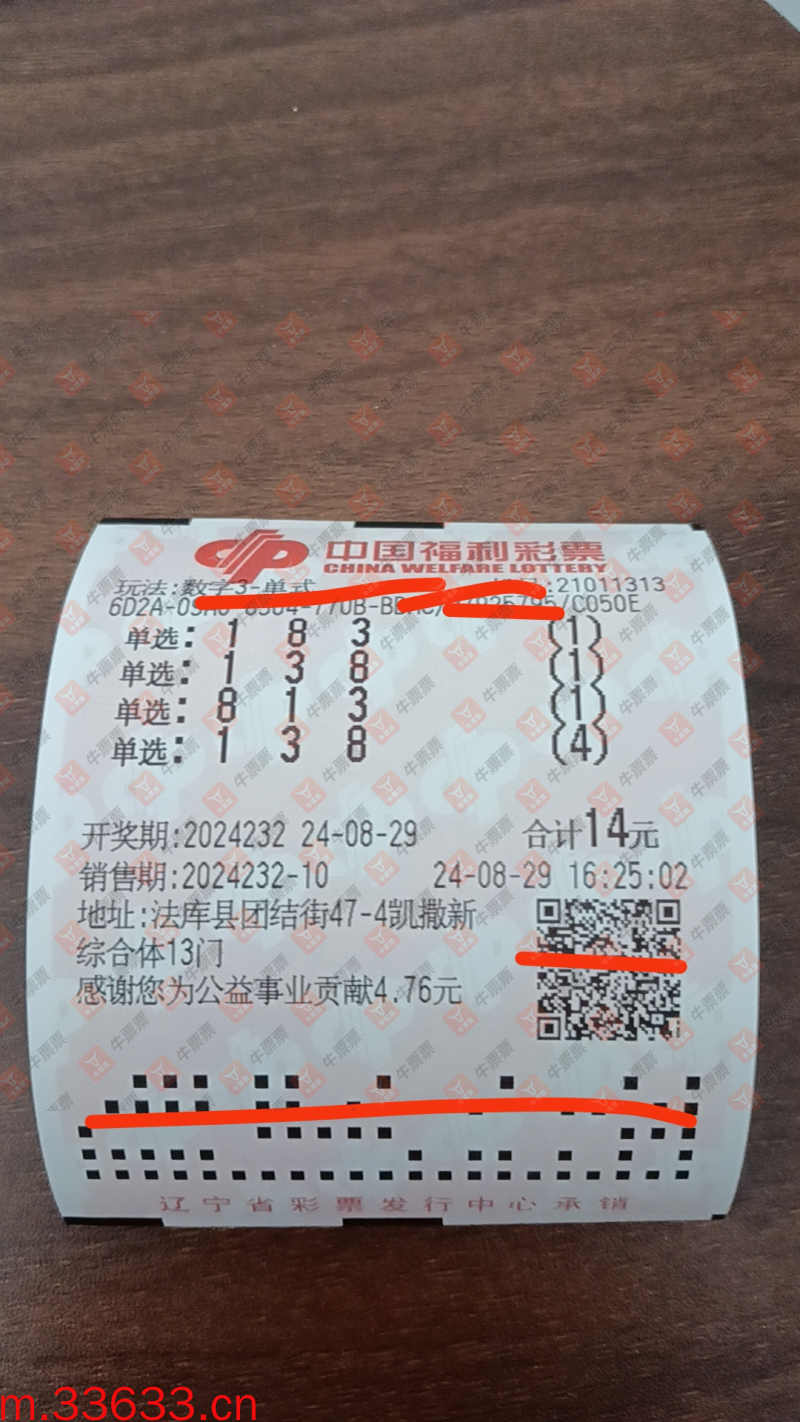 中国福利彩票
CHINA WELFARE LOTTERY
玩法:数字3-单式 :21011313
/C050E
单选: 1 8 3 (1)
单选: 1 3 8 (1)
单选: 8 1 3 (1)
单选: 1 3 8 (4)
开奖期:2024232 24-08-29 合计14元
销售期:2024232-10 24-08-29 16:25:02
地址:法库县团结街47-4凯撒新
综合体13门
感谢您为公益事业贡献4.76元
辽宁省彩票发行中心承销
牛票票
m.33633.cn